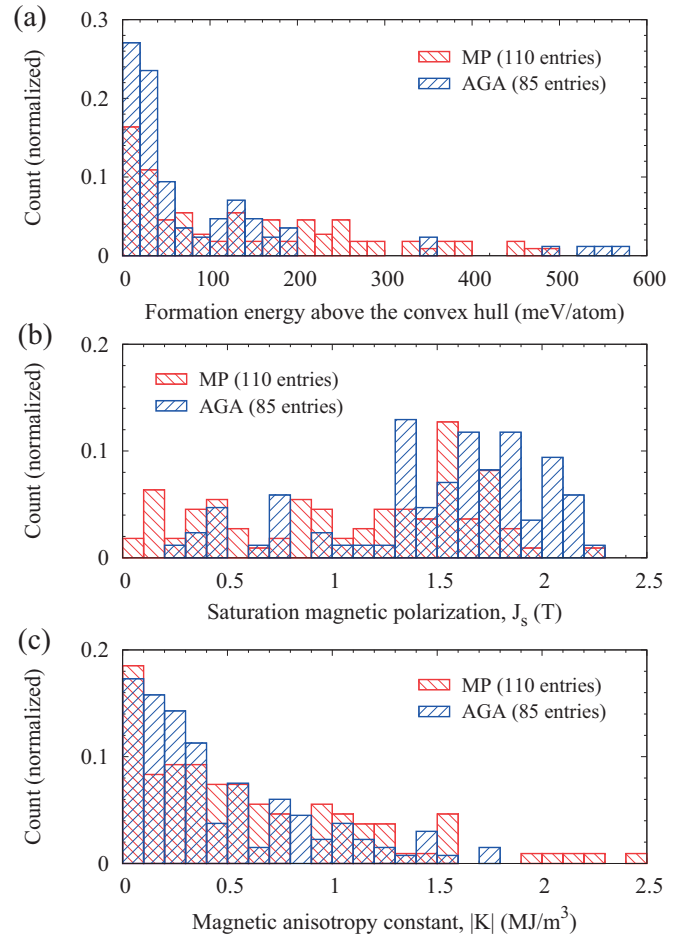 (a)
0.3
0.2
0.1
0
Count (normalized)
MP (110 entries)
AGA (85 entries)
0 100 200 300 400 500 600
Formation energy above the convex hull (meV/atom)
(b)
0.2
0.1
0
Count (normalized)
MP (110 entries)
AGA (85 entries)
0 0.5 1 1.5 2 2.5
Saturation magnetic polarization, J_s (T)
(c)
0.2
0.1
0
Count (normalized)
MP (110 entries)
AGA (85 entries)
0 0.5 1 1.5 2 2.5
Magnetic anisotropy constant, |K| (MJ/m³)